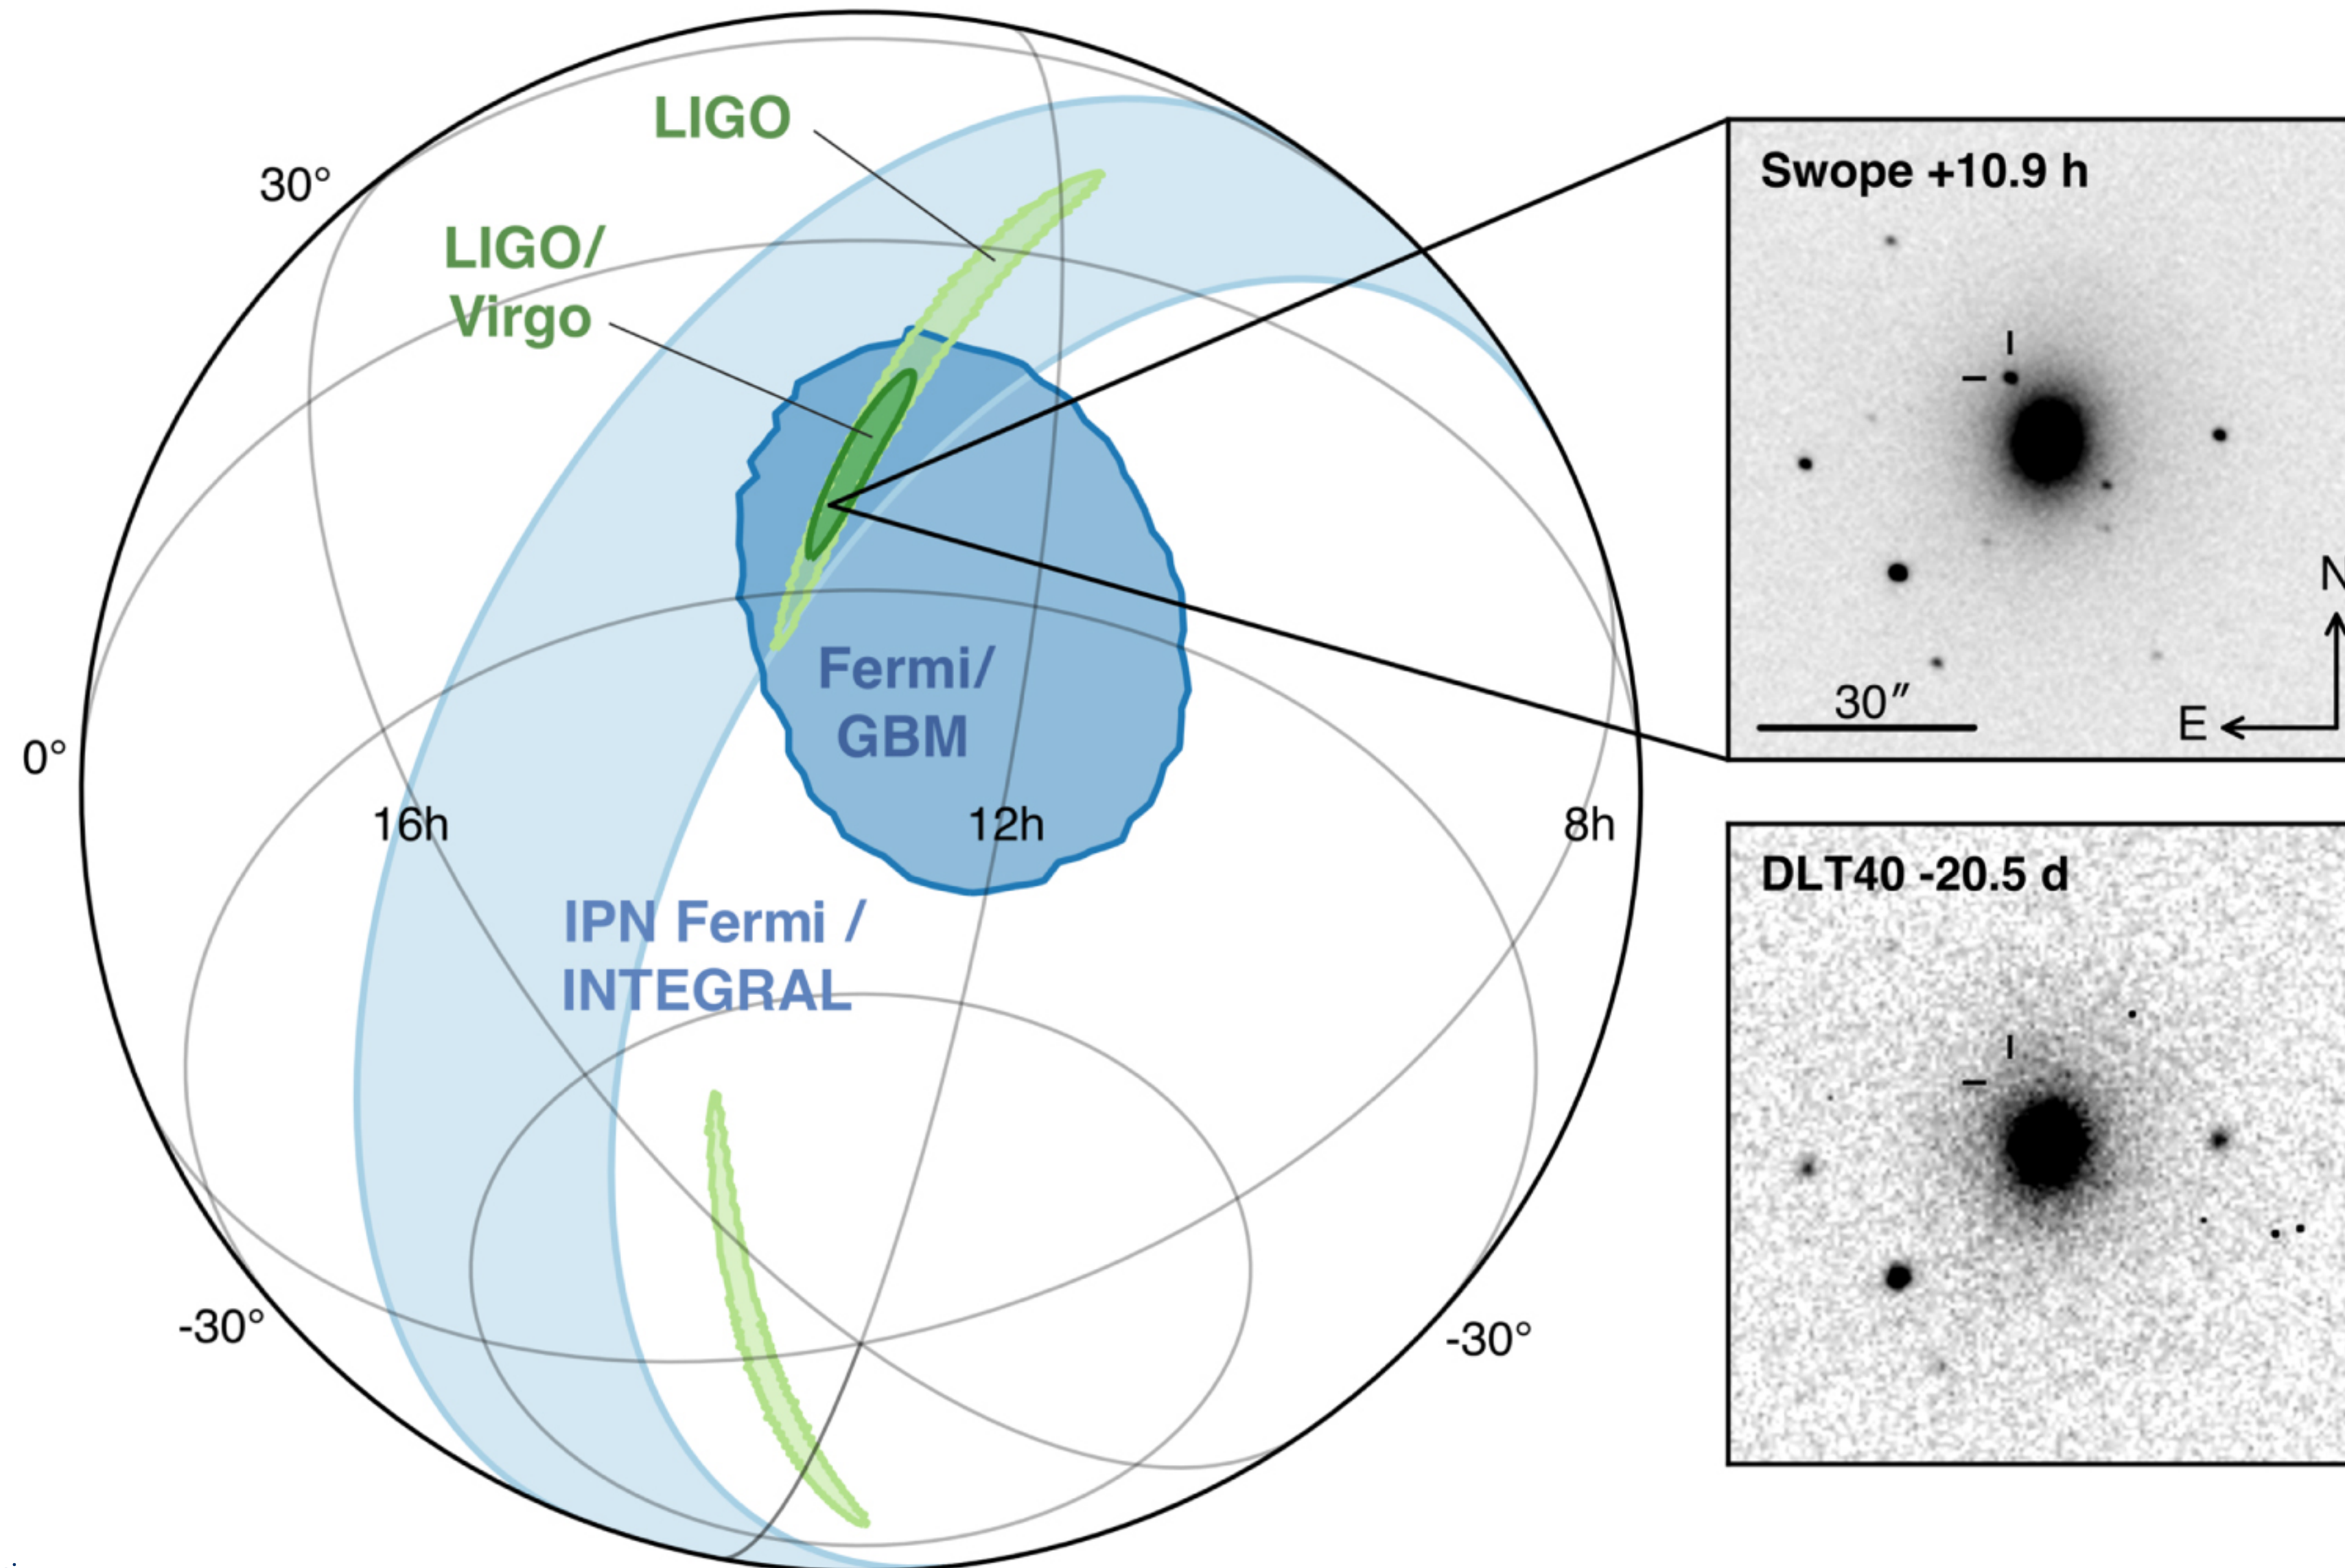 LIGO
LIGO/
Virgo
30°
0°
-30°
-30°
16h
12h
8h
Fermi/
GBM
IPN Fermi /
INTEGRAL
Swope +10.9 h
30″
N
E
DLT40 -20.5 d